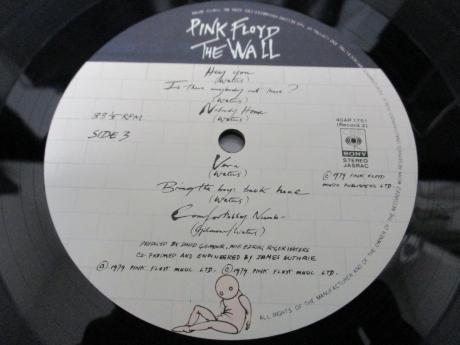 PINK FLOYD
THE WALL
Hey you
(Waters)
Is there anybody out there?
(Waters)
Nobody Home
(Waters)
33⅓ RPM
SIDE 3
40AP 1751
(Record 2)
CBS
SONY
STEREO
JASRAC
Vera
(Waters)
Bring the boys back home
(Waters)
Comfortably Numb
(Gilmour/Waters)
℗ 1979 PINK FLOYD
MUSIC PUBLISHERS LTD.
PRODUCED BY DAVID GILMOUR, BOB EZRIN, ROGER WATERS
CO-PRODUCED AND ENGINEERED BY JAMES GUTHRIE
℗ 1979 PINK FLOYD MUSIC LTD. © 1979 PINK FLOYD MUSIC LTD.
ALL RIGHTS OF THE MANUFACTURER AND OF THE OWNER OF THE RECORDED WORK RESERVED